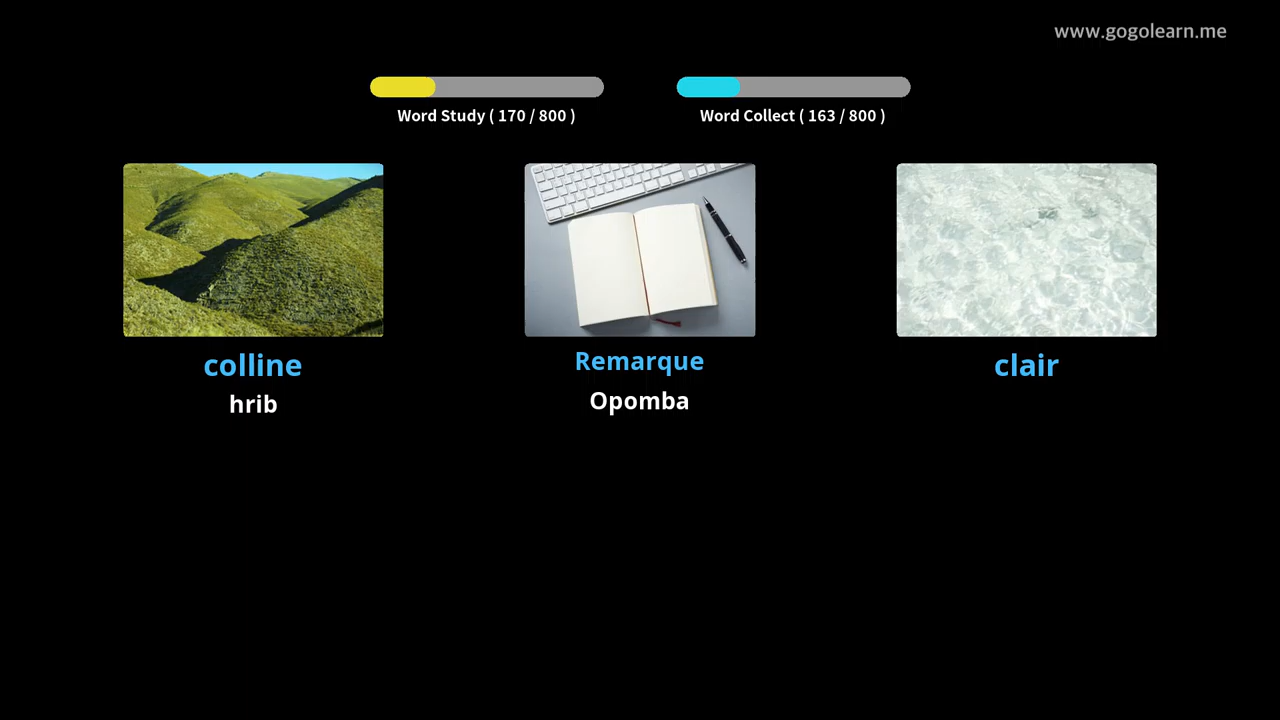 www.gogolearn.me
Word Study ( 170 / 800 )
Word Collect ( 163 / 800 )
colline
hrib
Remarque
Opomba
clair